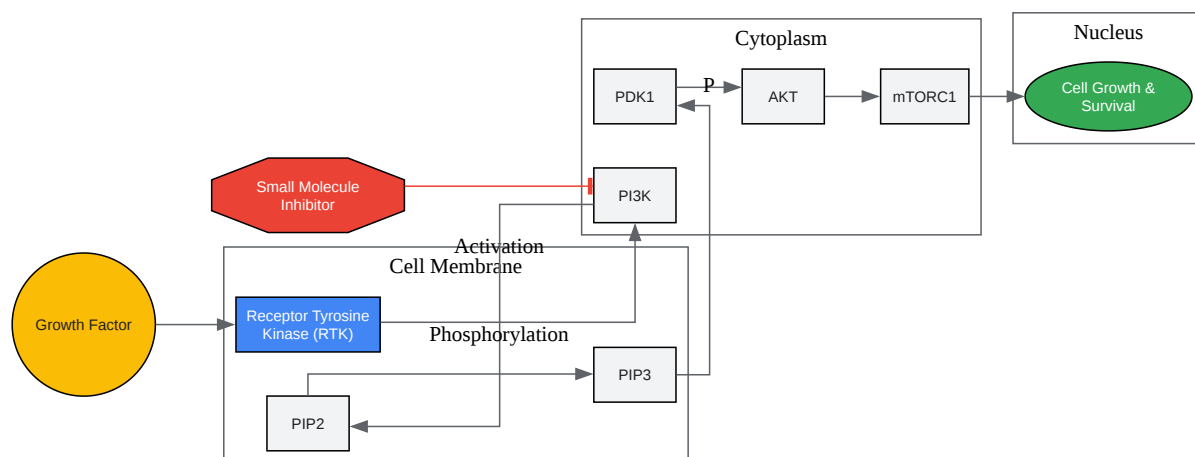 Cytoplasm
Nucleus
PDK1
P
AKT
mTORC1
Cell Growth &
Survival
Small Molecule
Inhibitor
PI3K
Activation
Cell Membrane
Growth Factor
Receptor Tyrosine
Kinase (RTK)
Phosphorylation
PIP3
PIP2